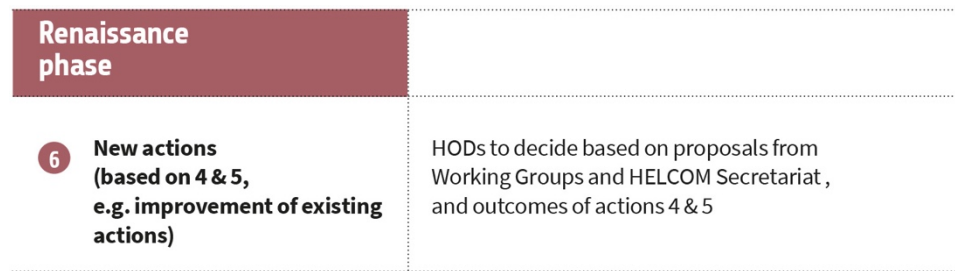 Renaissance
phase
6 New actions
(based on 4 & 5,
e.g. improvement of existing
actions)
HODs to decide based on proposals from
Working Groups and HELCOM Secretariat ,
and outcomes of actions 4 & 5